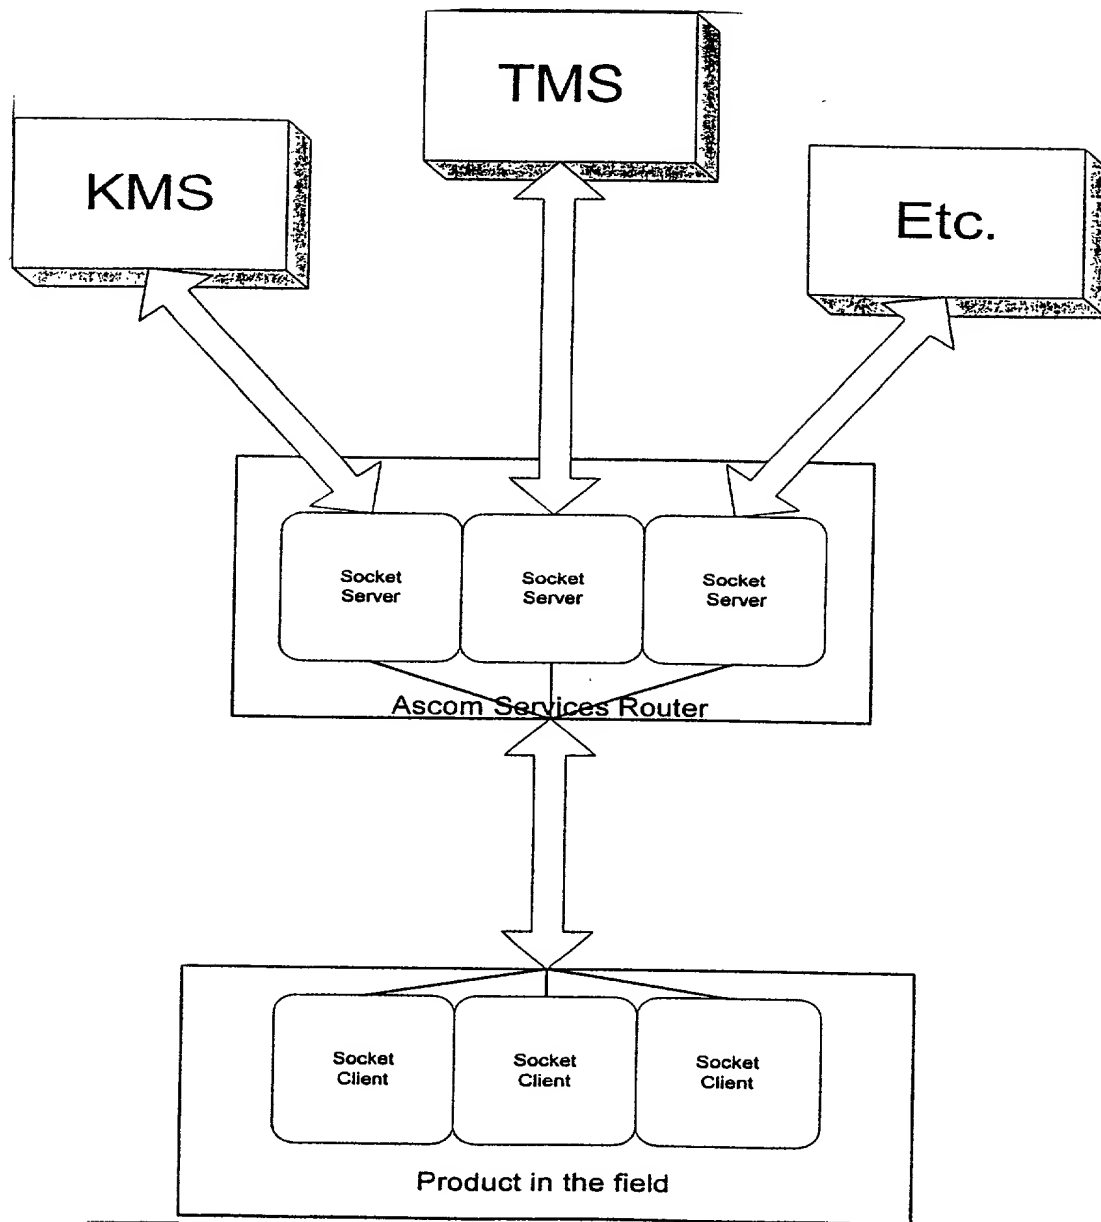 TMS
KMS
Etc.
Socket
Server
Socket
Server
Socket
Server
Ascom Services Router
Socket
Client
Socket
Client
Socket
Client
Product in the field